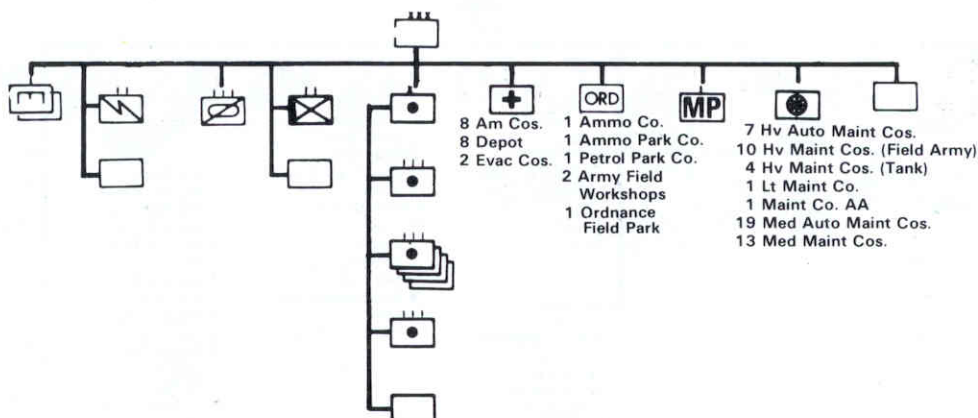 8 Am Cos.
8 Depot
2 Evac Cos.
ORD
1 Ammo Co.
1 Ammo Park Co.
1 Petrol Park Co.
2 Army Field
Workshops
1 Ordnance
Field Park
MP
7 Hv Auto Maint Cos.
10 Hv Maint Cos. (Field Army)
4 Hv Maint Cos. (Tank)
1 Lt Maint Co.
1 Maint Co. AA
19 Med Auto Maint Cos.
13 Med Maint Cos.